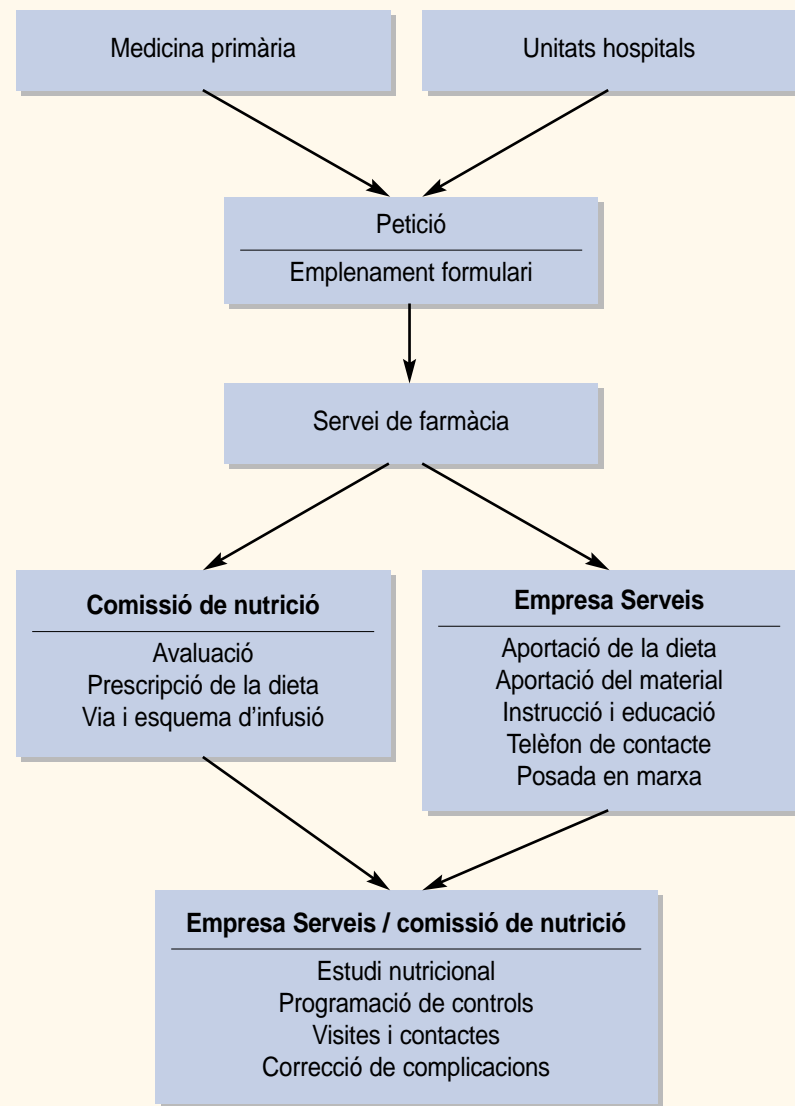 Medicina primària
Unitats hospitals
Petició
Emplenament formulari
Servei de farmàcia
Comissió de nutrició
Avaluació
Prescripció de la dieta
Via i esquema d'infusió
Empresa Serveis
Aportació de la dieta
Aportació del material
Instrucció i educació
Telèfon de contacte
Posada en marxa
Empresa Serveis / comissió de nutrició
Estudi nutricional
Programació de controls
Visites i contactes
Correcció de complicacions